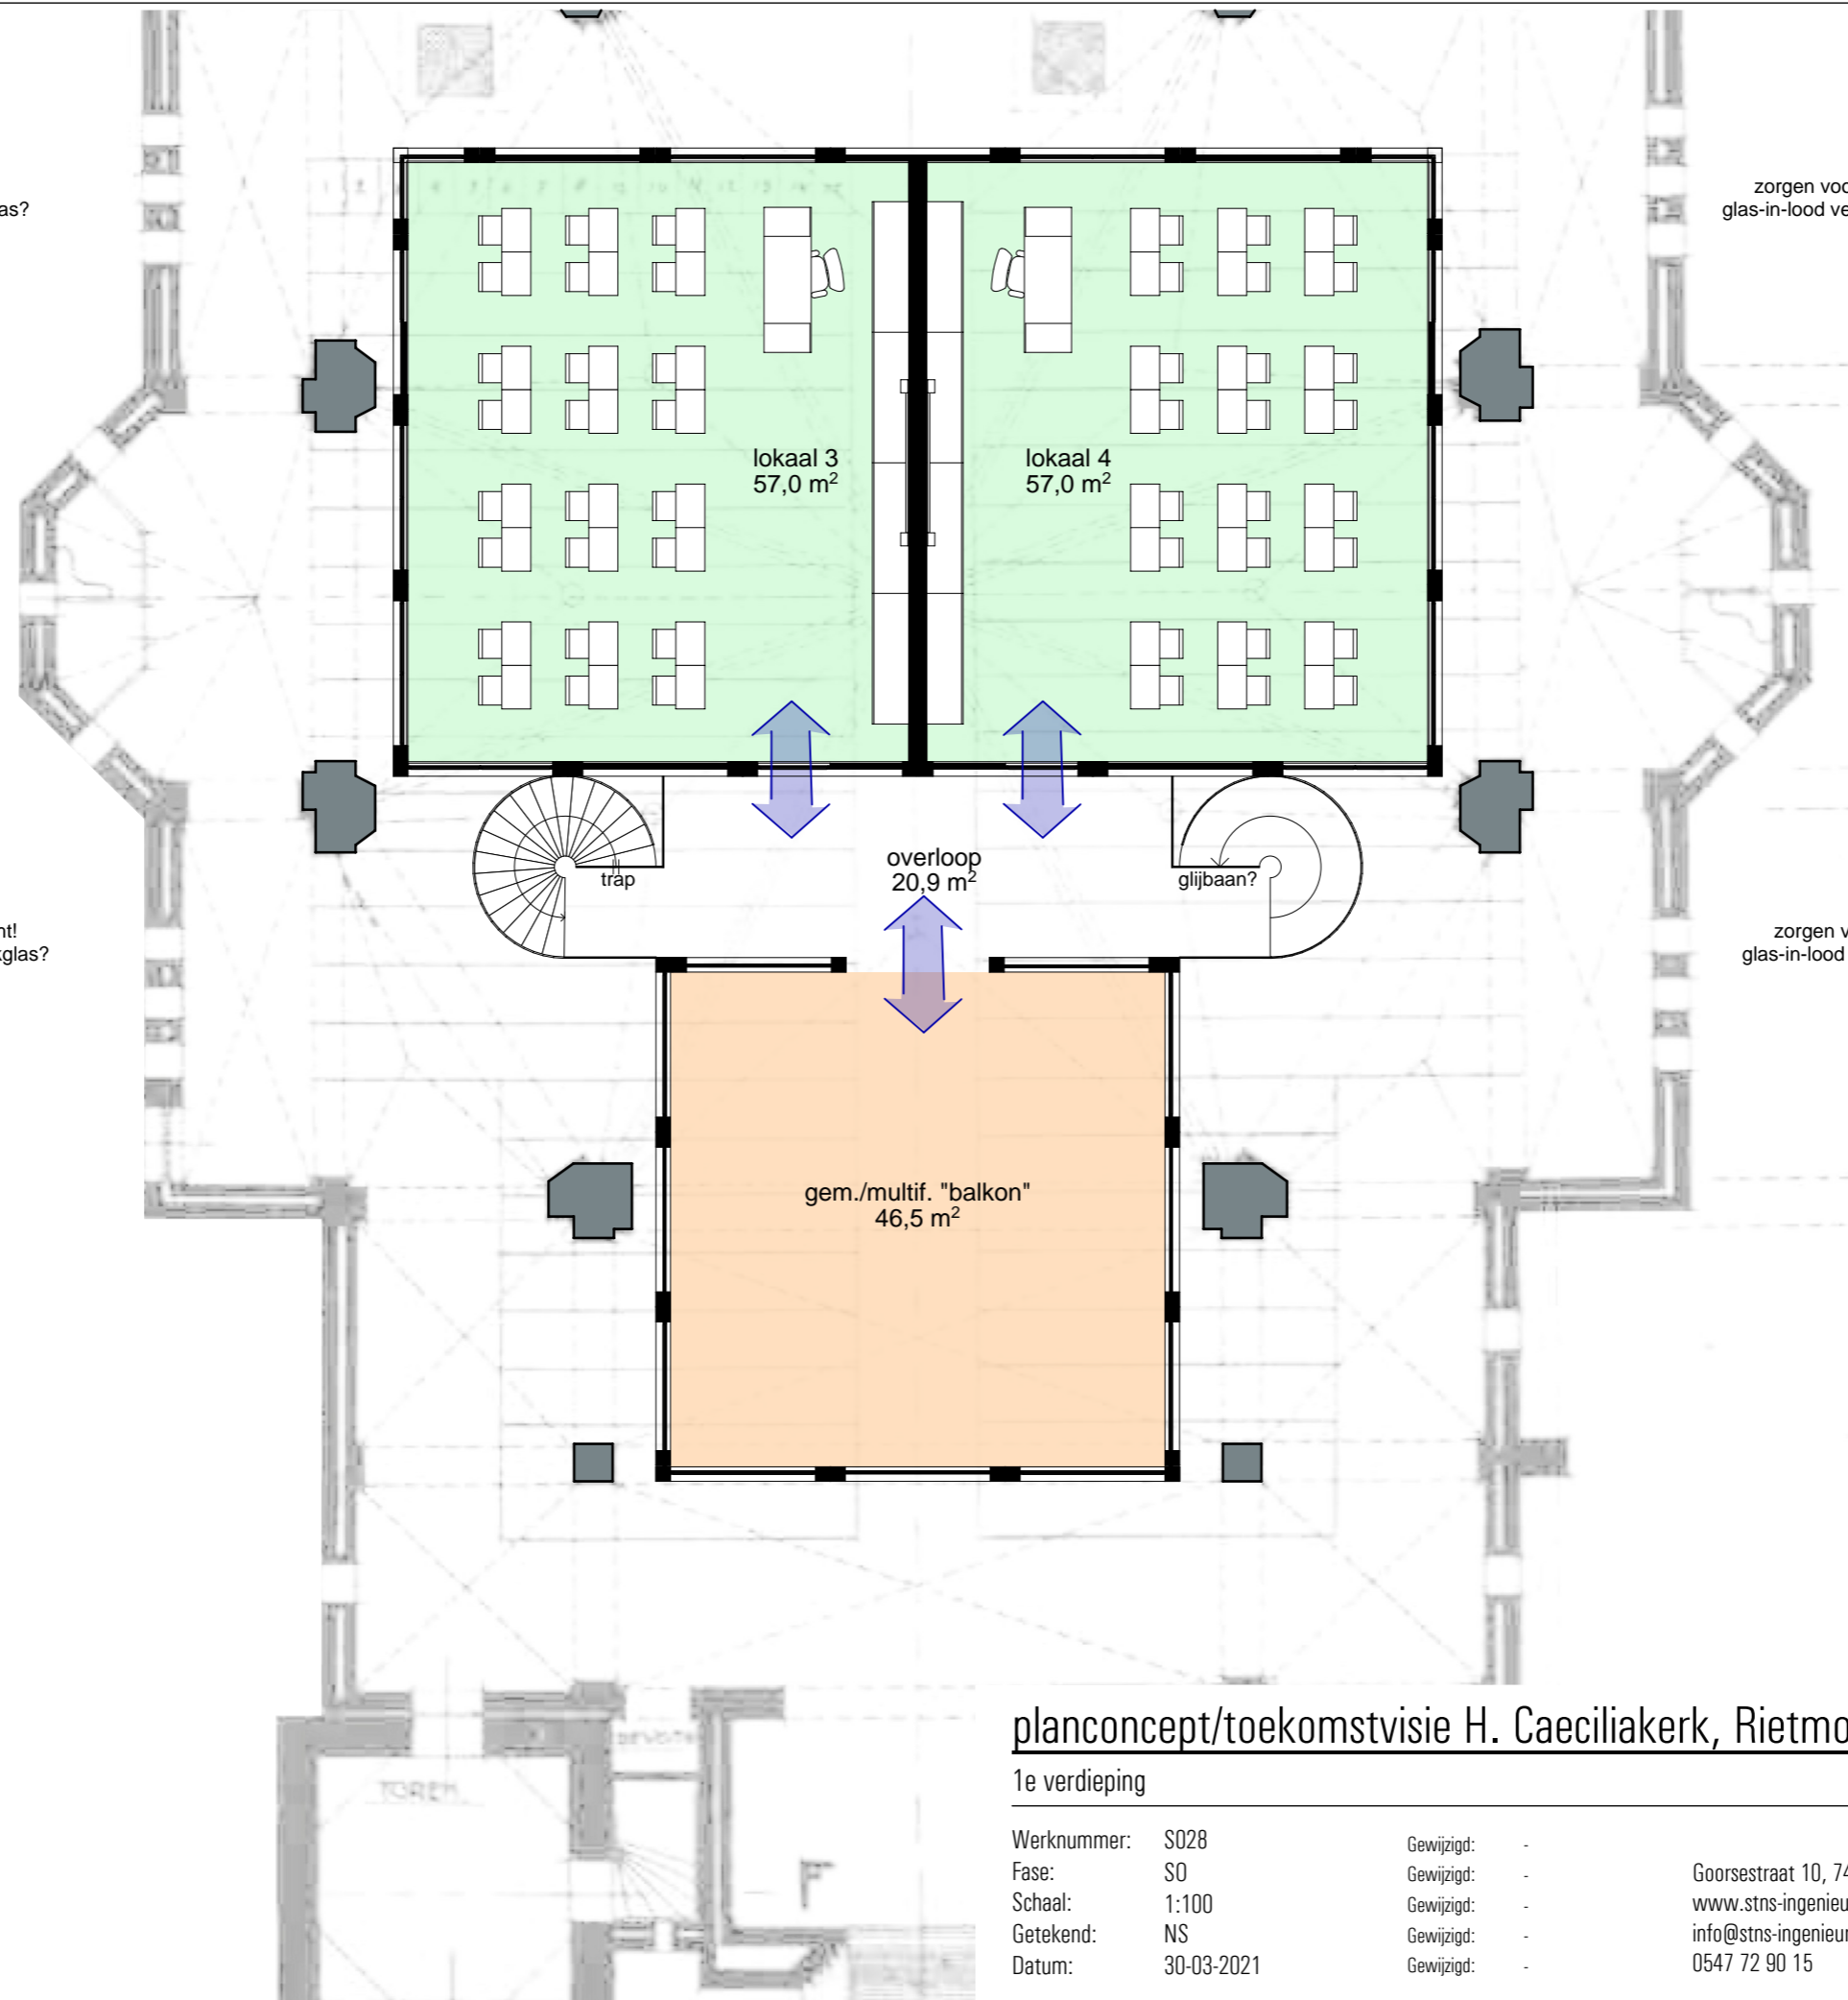 as?
zorgen voo
glas-in-lood ve
lokaal 3
57,0 m²
lokaal 4
57,0 m²
trap
overloop
20,9 m²
glijbaan?
nt!
kglas?
zorgen v
glas-in-lood
gem./multif. "balkon"
46,5 m²
TOREN
F
planconcept/toekomstvisie H. Caeciliakerk, Rietmo
1e verdieping
Werknummer: S028 Gewijzigd: -
Fase: SO Gewijzigd: - Goorsestraat 10, 74
Schaal: 1:100 Gewijzigd: - www.stns-ingenieu
Getekend: NS Gewijzigd: - info@stns-ingenieur
Datum: 30-03-2021 Gewijzigd: - 0547 72 90 15